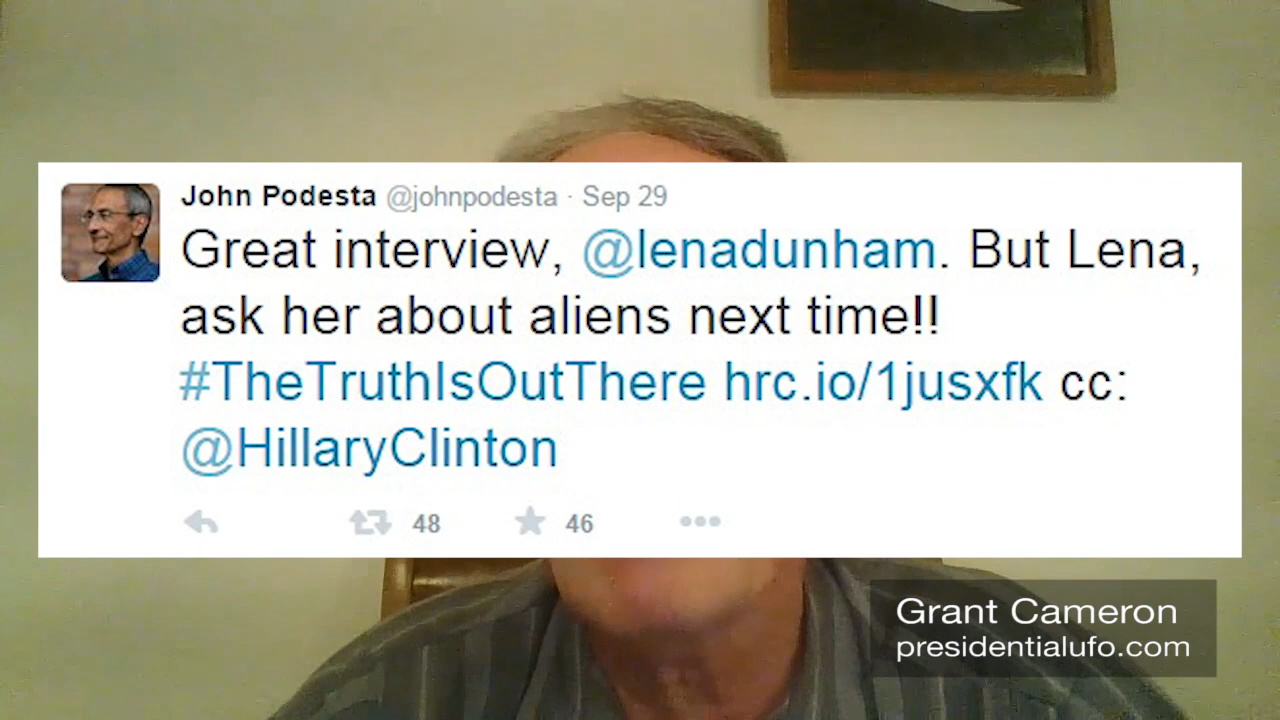 John Podesta @johnpodesta · Sep 29
Great interview, @lenadunham. But Lena,
ask her about aliens next time!!
#TheTruthIsOutThere hrc.io/1jusxfk cc:
@HillaryClinton
48 46
Grant Cameron
presidentialufo.com